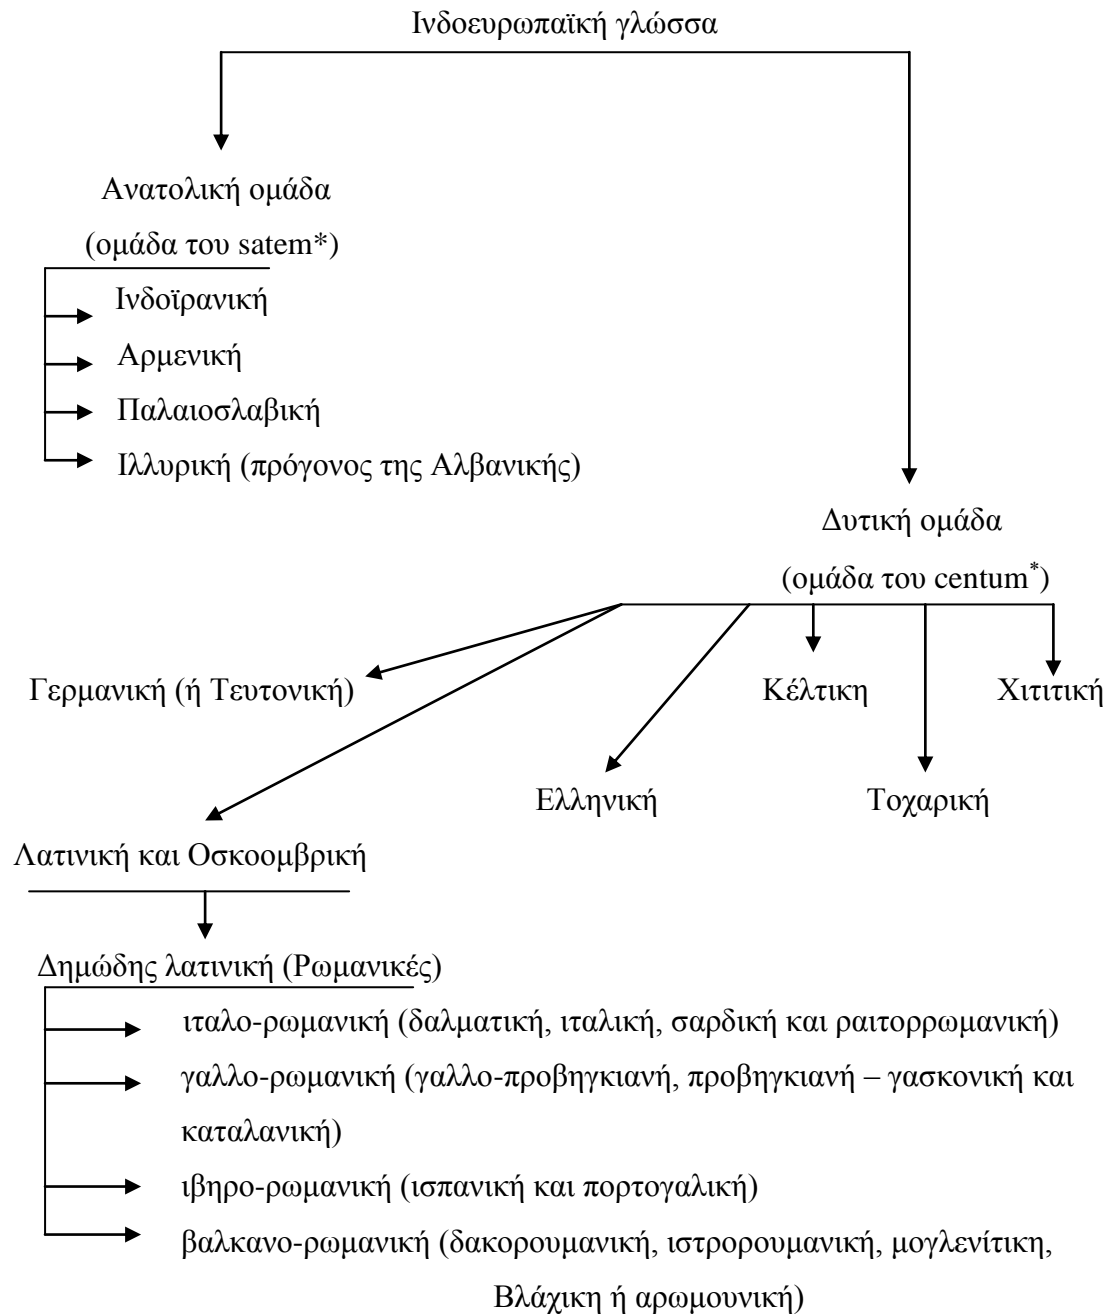 Ινδοευρωπαϊκή γλώσσα
Ανατολική ομάδα
(ομάδα του satem*)
Ινδοϊρανική
Αρμενική
Παλαιοσλαβική
Ιλλυρική (πρόγονος της Αλβανικής)
Δυτική ομάδα
(ομάδα του centum*)
Γερμανική (ή Τευτονική)
Κέλτικη
Χιτιτική
Ελληνική
Τοχαρική
Λατινική και Οσκοομβρική
Δημώδης λατινική (Ρωμανικές)
ιταλο-ρωμανική (δαλματική, ιταλική, σαρδική και ραιτορρωμανική)
γαλλο-ρωμανική (γαλλο-προβηγκιανή, προβηγκιανή – γασκονική και
καταλανική)
ιβηρο-ρωμανική (ισπανική και πορτογαλική)
βαλκανο-ρωμανική (δακορουμανική, ιστρορουμανική, μογλενίτικη,
Βλάχικη ή αρωμουνική)